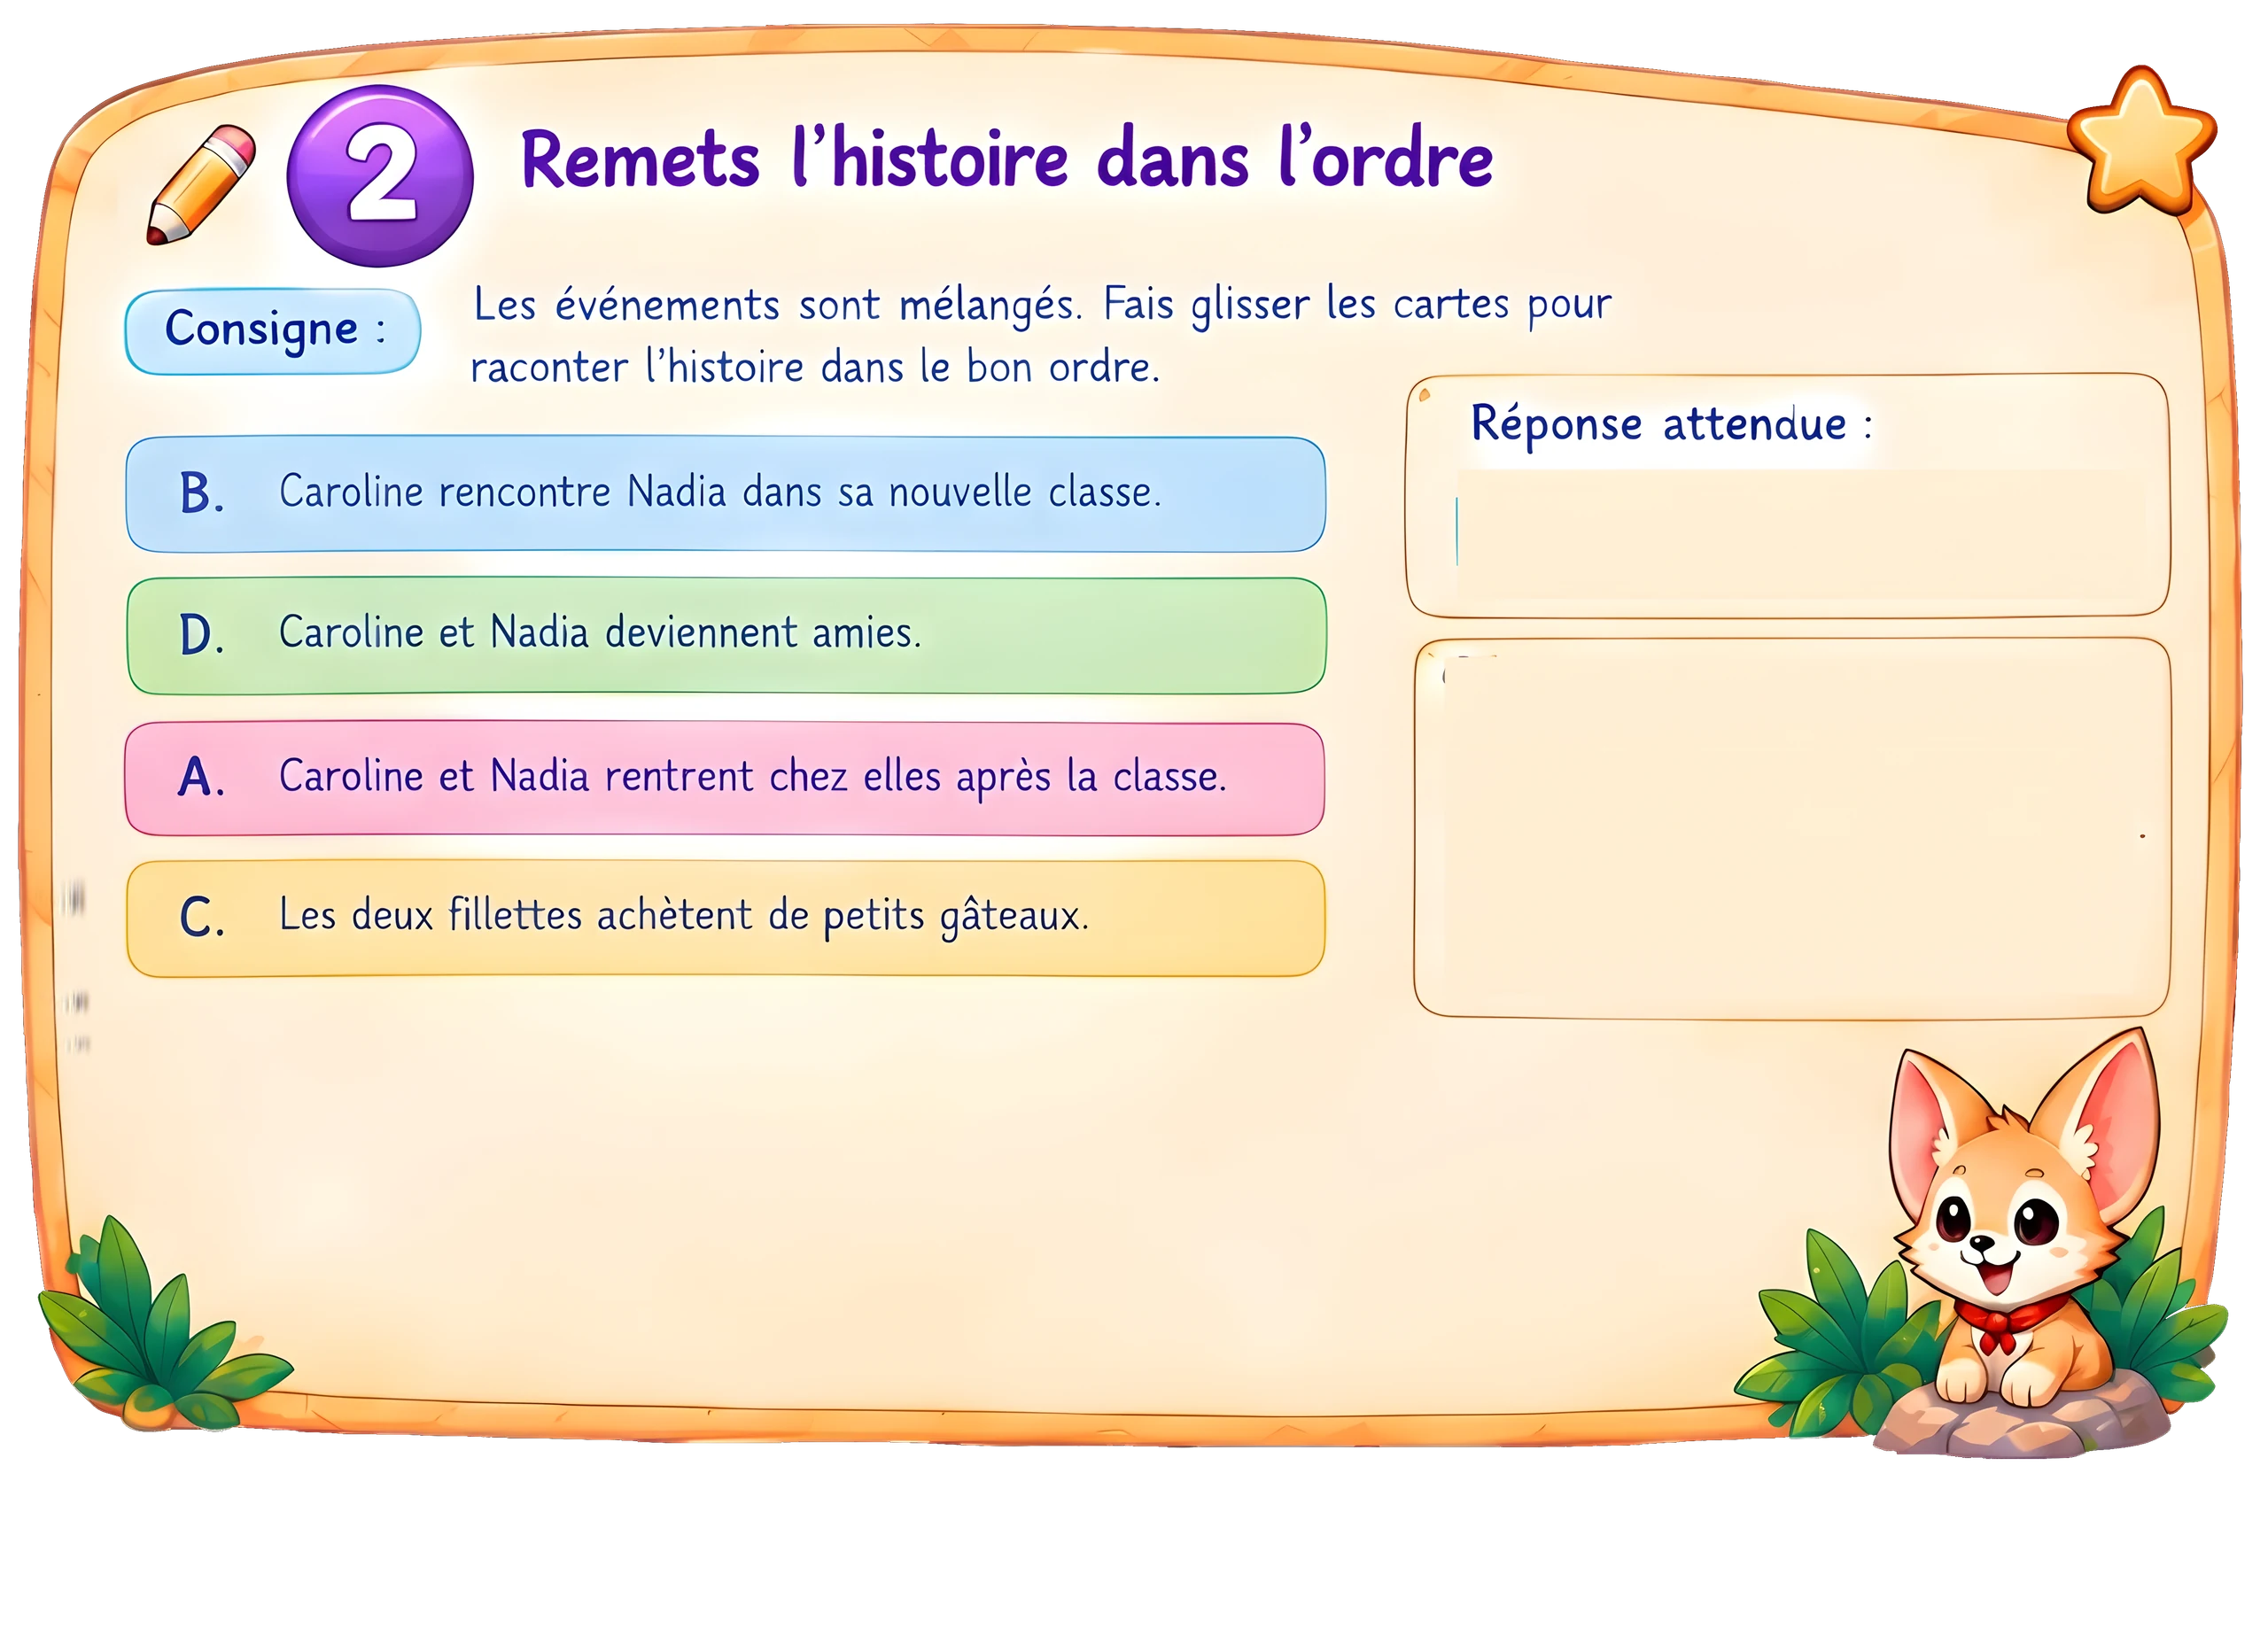 2 Remets l’histoire dans l’ordre
Consigne :
Les événements sont mélangés. Fais glisser les cartes pour
raconter l’histoire dans le bon ordre.
Réponse attendue :
B. Caroline rencontre Nadia dans sa nouvelle classe.
D. Caroline et Nadia deviennent amies.
A. Caroline et Nadia rentrent chez elles après la classe.
C. Les deux fillettes achètent de petits gâteaux.